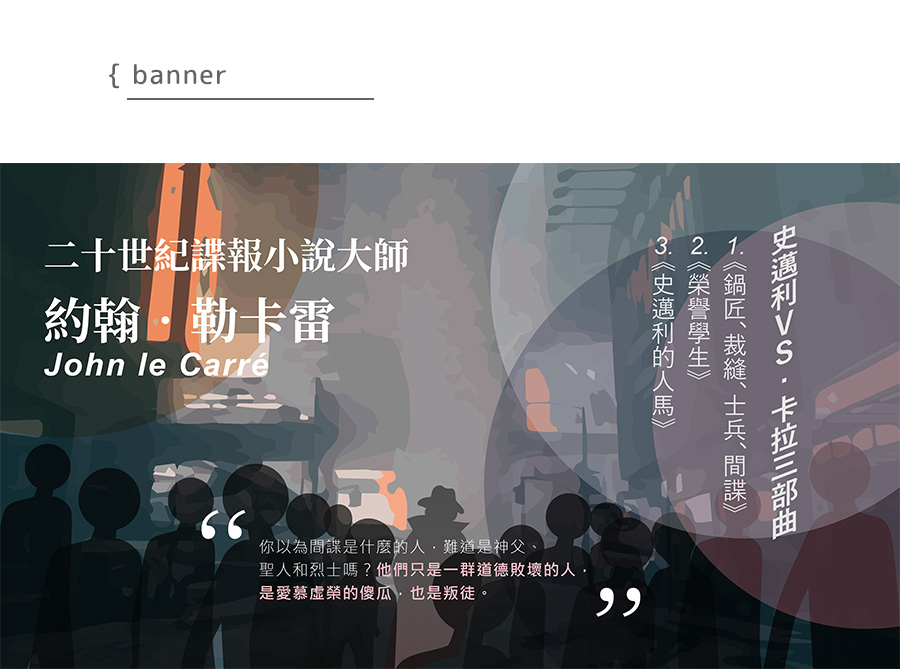 { banner
二十世紀諜報小說大師
約翰·勒卡雷
John le Carré
史邁利VS·卡拉三部曲
1.《鍋匠、裁縫、士兵、間諜》
2.《榮譽學生》
3.《史邁利的人馬》
“
你以為間諜是什麼的人，難道是神父、
聖人和烈士嗎？他們只是一群道德敗壞的人，
是愛慕虛榮的傻瓜，也是叛徒。
”